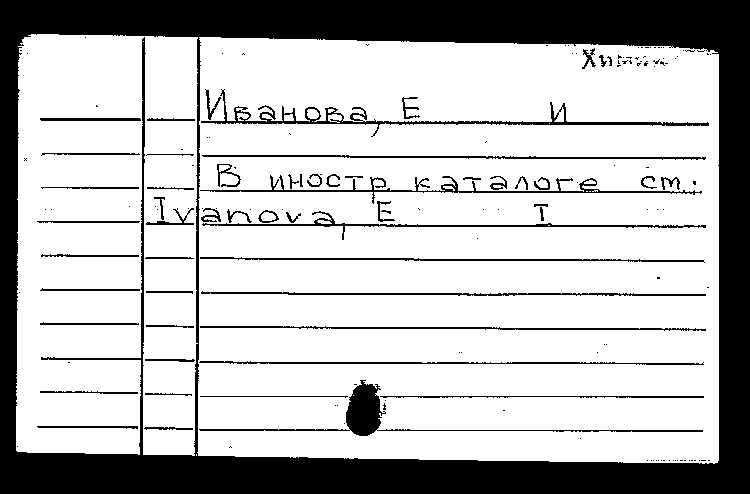 Химия
Иванова, Е И
В иностр каталоге см.
Ivanova, E I